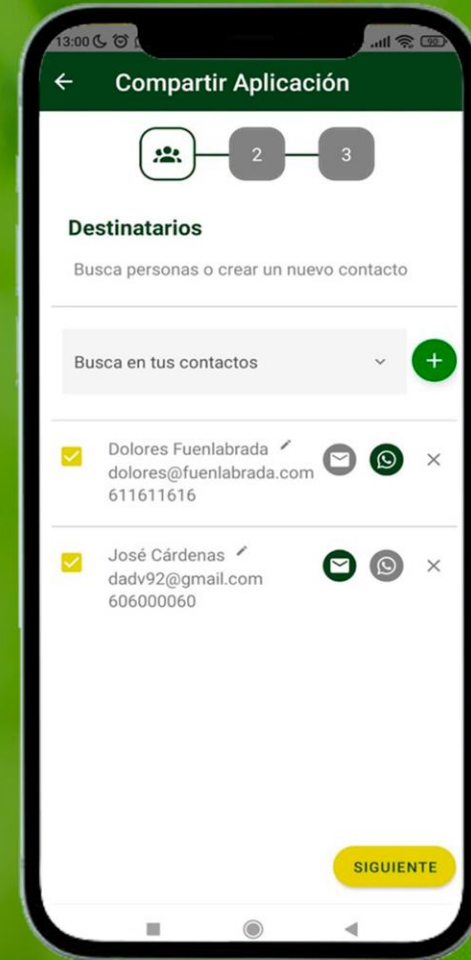 13:00
90
Compartir Aplicación
2
3
Destinatarios
Busca personas o crear un nuevo contacto
Busca en tus contactos
Dolores Fuenlabrada
dolores@fuenlabrada.com
611611616
José Cárdenas
dadv92@gmail.com
606000060
SIGUIENTE